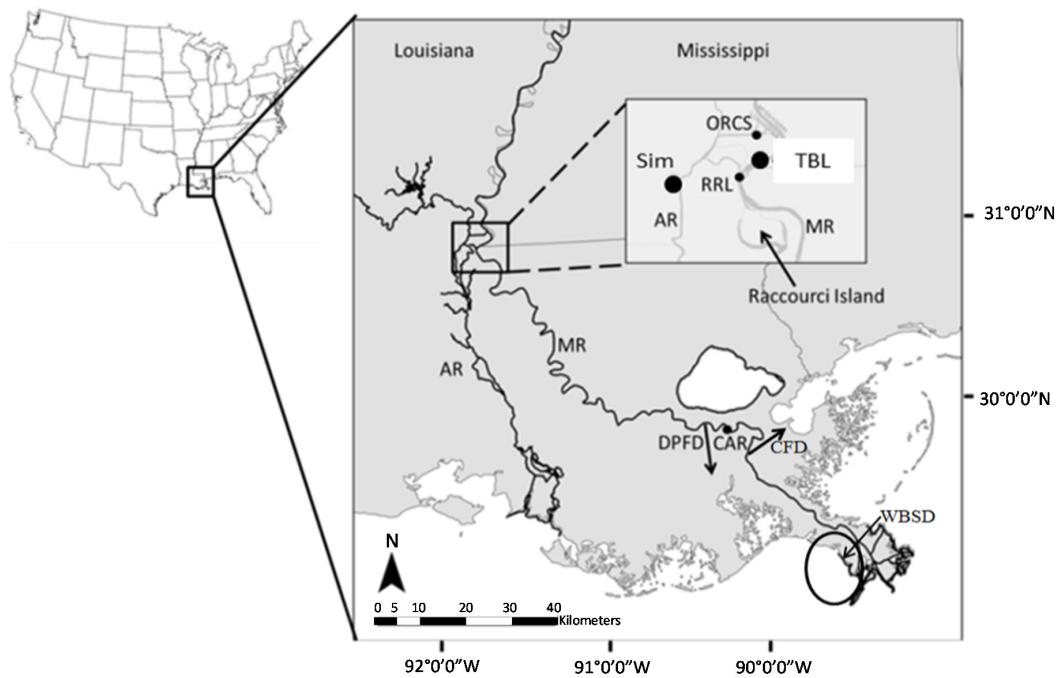 Louisiana
Mississippi
ORCS
Sim
TBL
RRL
AR
MR
Raccourci Island
31°0'0"N
MR
AR
30°0'0"N
DPFD
CAR
CFD
WBSD
N
0 5 10 20 30 40
Kilometers
92°0'0"W
91°0'0"W
90°0'0"W